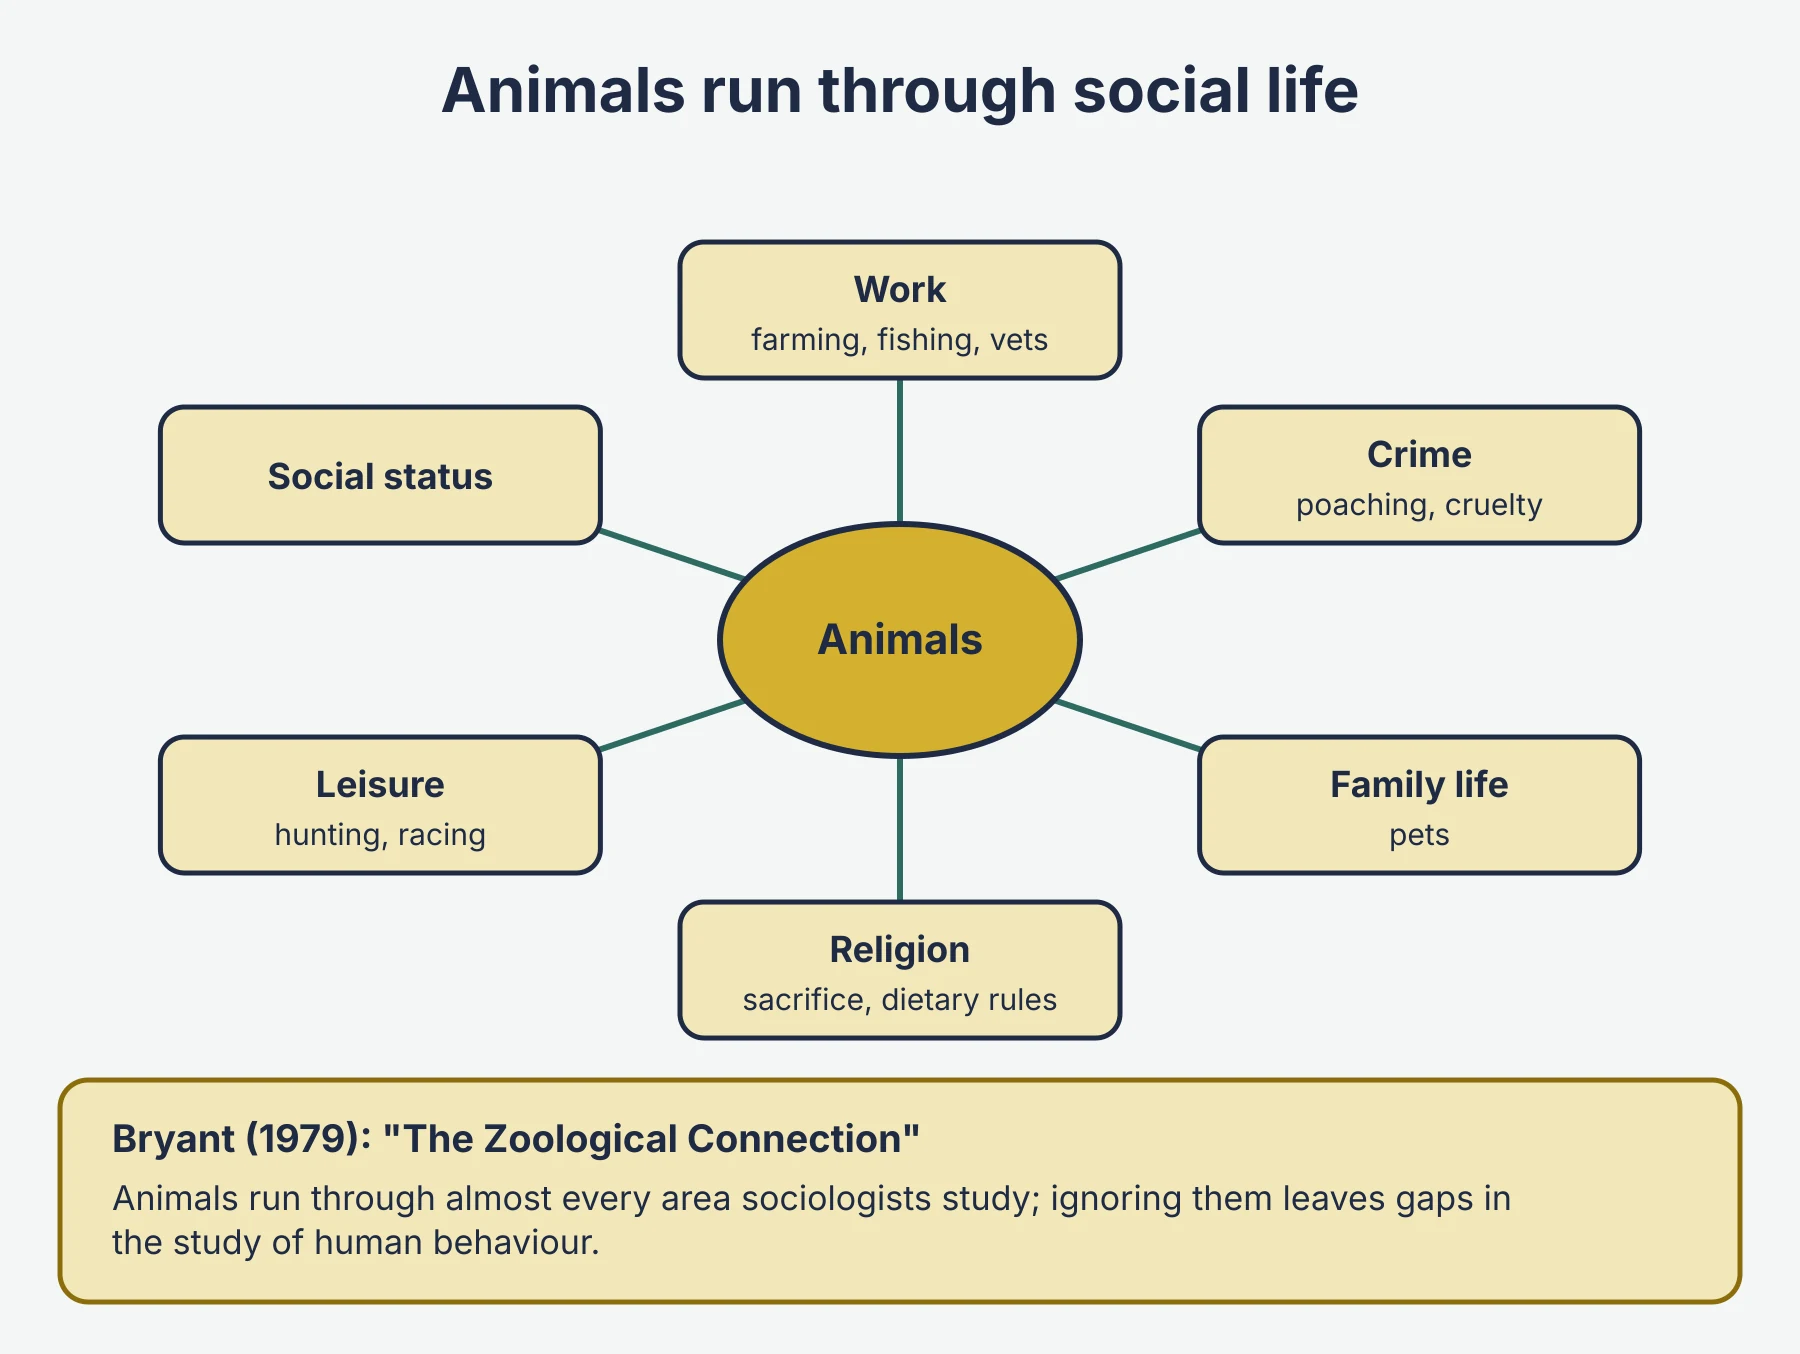 Animals run through social life
Work
farming, fishing, vets
Social status
Crime
poaching, cruelty
Animals
Leisure
hunting, racing
Family life
pets
Religion
sacrifice, dietary rules
Bryant (1979): "The Zoological Connection"
Animals run through almost every area sociologists study; ignoring them leaves gaps in
the study of human behaviour.